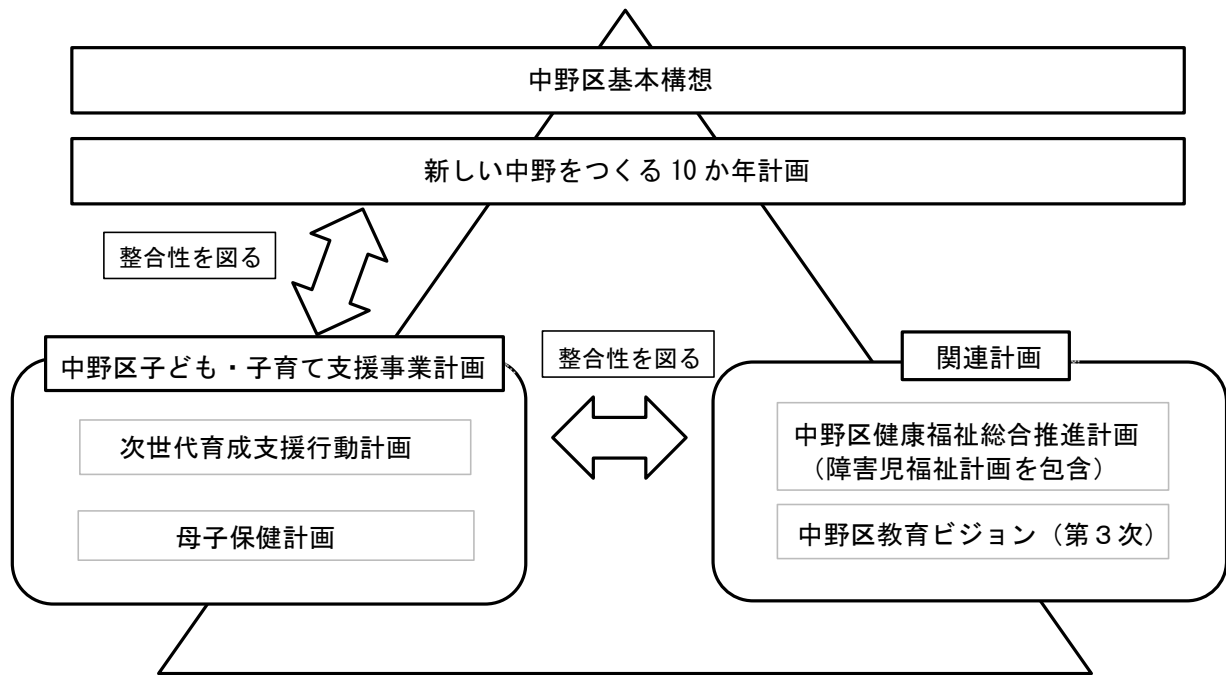 中野区基本構想
新しい中野をつくる 10 か年計画
整合性を図る
中野区子ども・子育て支援事業計画
次世代育成支援行動計画
母子保健計画
整合性を図る
関連計画
中野区健康福祉総合推進計画
（障害児福祉計画を包含）
中野区教育ビジョン（第３次）